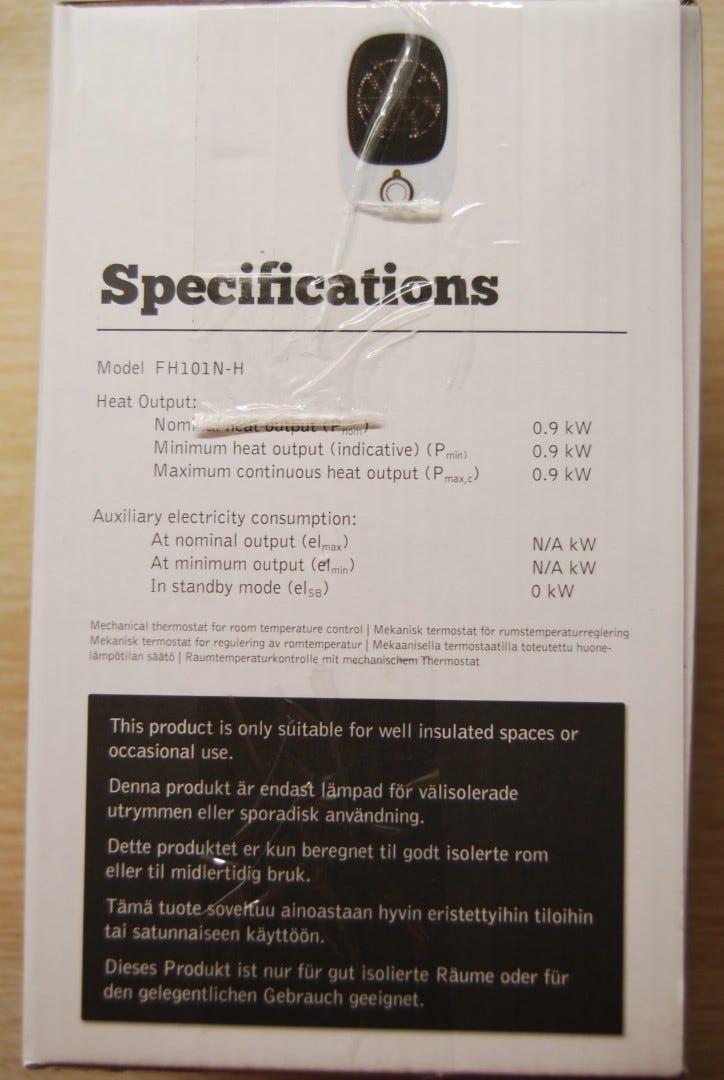 Specifications
Model FH101N-H
Heat Output:
Nominal heat output (Pnom) 0.9 kW
Minimum heat output (indicative) (Pmin) 0.9 kW
Maximum continuous heat output (Pmax,c) 0.9 kW
Auxiliary electricity consumption:
At nominal output (elmax) N/A kW
At minimum output (elmin) N/A kW
In standby mode (elSB) 0 kW
Mechanical thermostat for room temperature control | Mekanisk termostat för rumstemperaturreglering
Mekanisk termostat for regulering av romtemperatur | Mekaanisella termostaatilla toteutettu huone-
lämpötilan säätö | Raumtemperaturkontrolle mit mechanischem Thermostat
This product is only suitable for well insulated spaces or
occasional use.
Denna produkt är endast lämpad för välisolerade
utrymmen eller sporadisk användning.
Dette produktet er kun beregnet til godt isolerte rom
eller til midlertidig bruk.
Tämä tuote soveltuu ainoastaan hyvin eristettyihin tiloihin
tai satunnaiseen käyttöön.
Dieses Produkt ist nur für gut isolierte Räume oder für
den gelegentlichen Gebrauch geeignet.